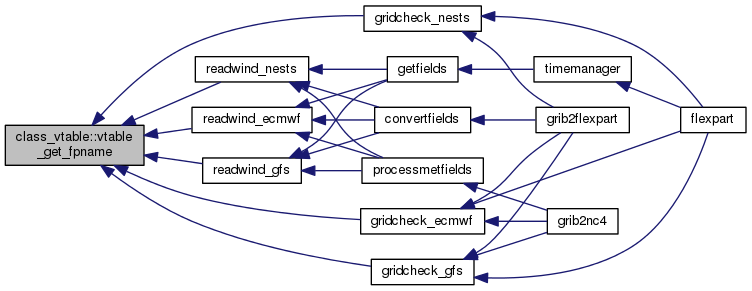 class_vtable::vtable
_get_fpname
gridcheck_nests
readwind_nests
getfields
timemanager
readwind_ecmwf
convertfields
grib2flexpart
flexpart
readwind_gfs
processmetfields
gridcheck_ecmwf
grib2nc4
gridcheck_gfs